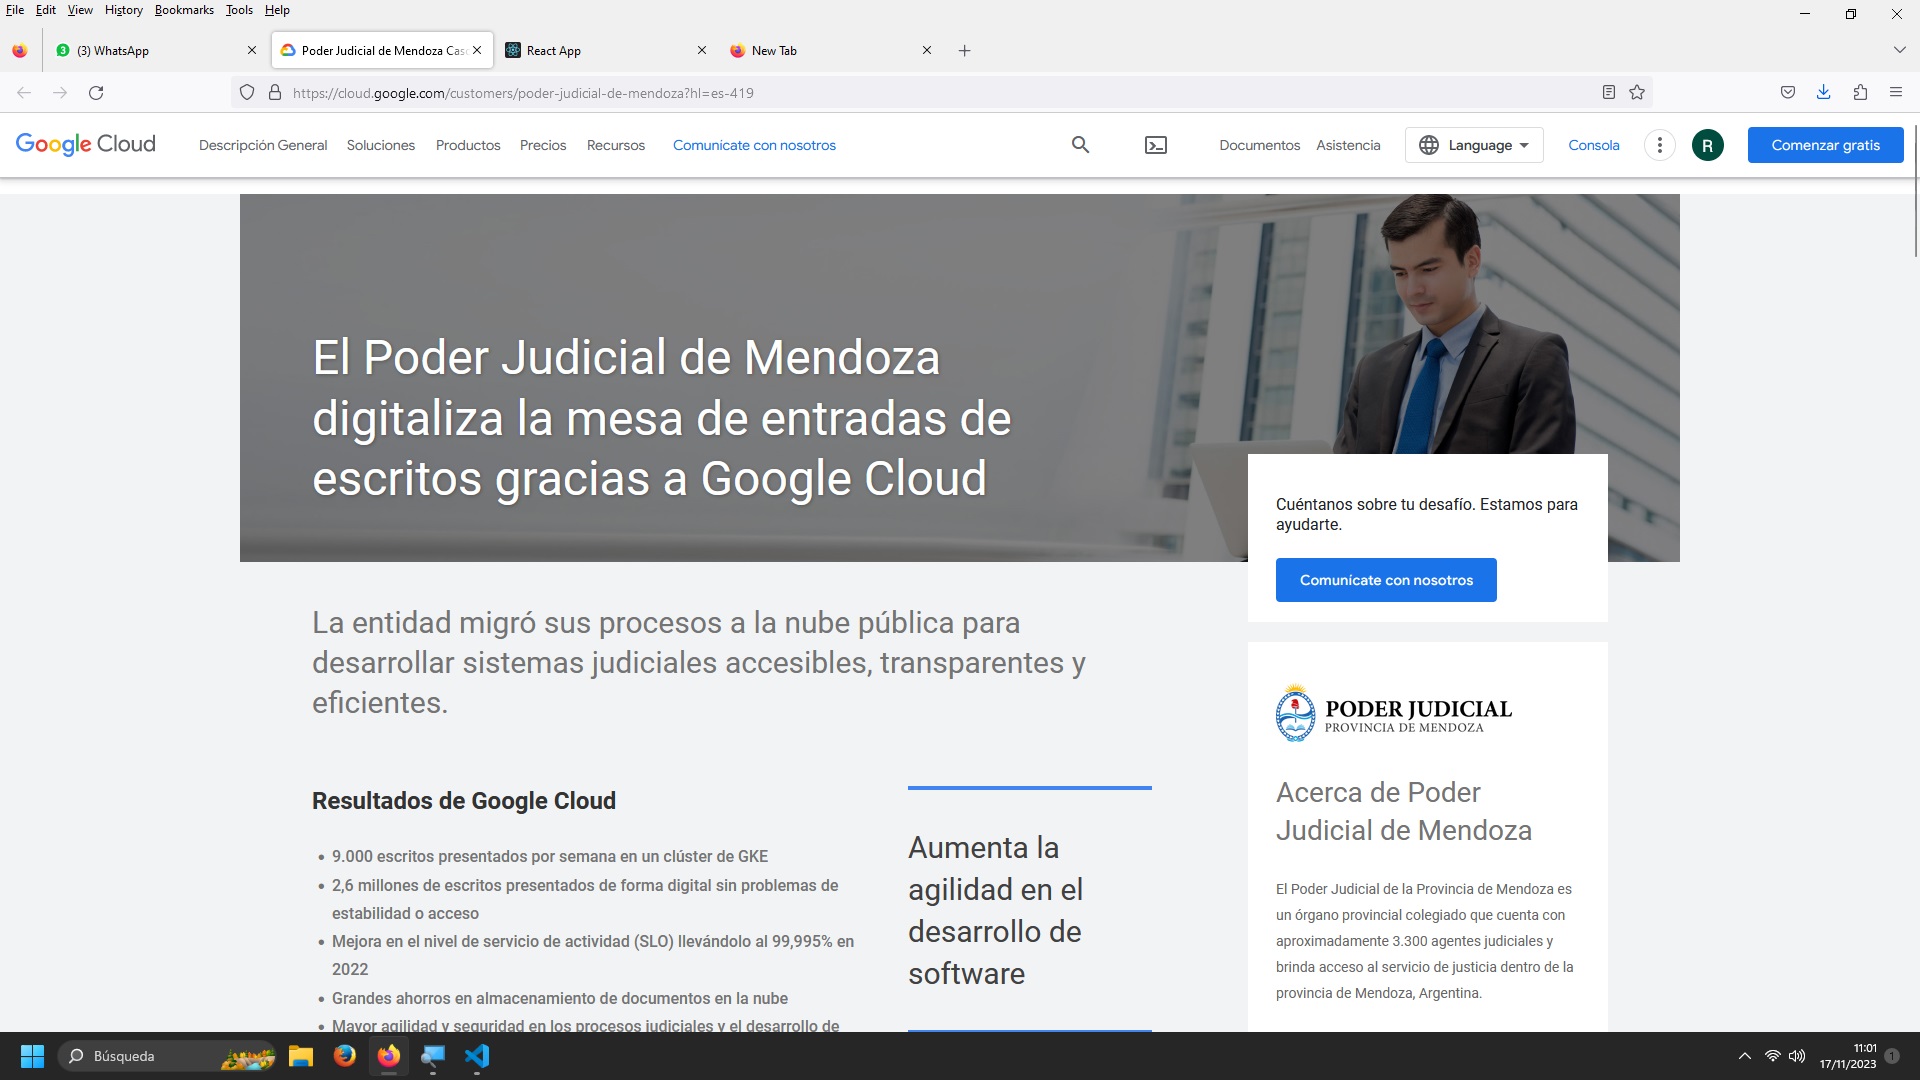 File Edit View History Bookmarks Tools Help
3 (3) WhatsApp
Poder Judicial de Mendoza Cas
React App
New Tab
https://cloud.google.com/customers/poder-judicial-de-mendoza?hl=es-419
Google Cloud
Descripción General Soluciones Productos Precios Recursos Comunícate con nosotros
Documentos Asistencia Language Consola R Comenzar gratis
El Poder Judicial de Mendoza
digitaliza la mesa de entradas de
escritos gracias a Google Cloud
Cuéntanos sobre tu desafío. Estamos para
ayudarte.
Comunícate con nosotros
La entidad migró sus procesos a la nube pública para
desarrollar sistemas judiciales accesibles, transparentes y
eficientes.
Resultados de Google Cloud
• 9.000 escritos presentados por semana en un clúster de GKE
• 2,6 millones de escritos presentados de forma digital sin problemas de
estabilidad o acceso
• Mejora en el nivel de servicio de actividad (SLO) llevándolo al 99,995% en
2022
• Grandes ahorros en almacenamiento de documentos en la nube
• Mayor agilidad y seguridad en los procesos judiciales y el desarrollo de
Aumenta la
agilidad en el
desarrollo de
software
PODER JUDICIAL
PROVINCIA DE MENDOZA
Acerca de Poder
Judicial de Mendoza
El Poder Judicial de la Provincia de Mendoza es
un órgano provincial colegiado que cuenta con
aproximadamente 3.300 agentes judiciales y
brinda acceso al servicio de justicia dentro de la
provincia de Mendoza, Argentina.
Búsqueda
11:01
17/11/2023
1